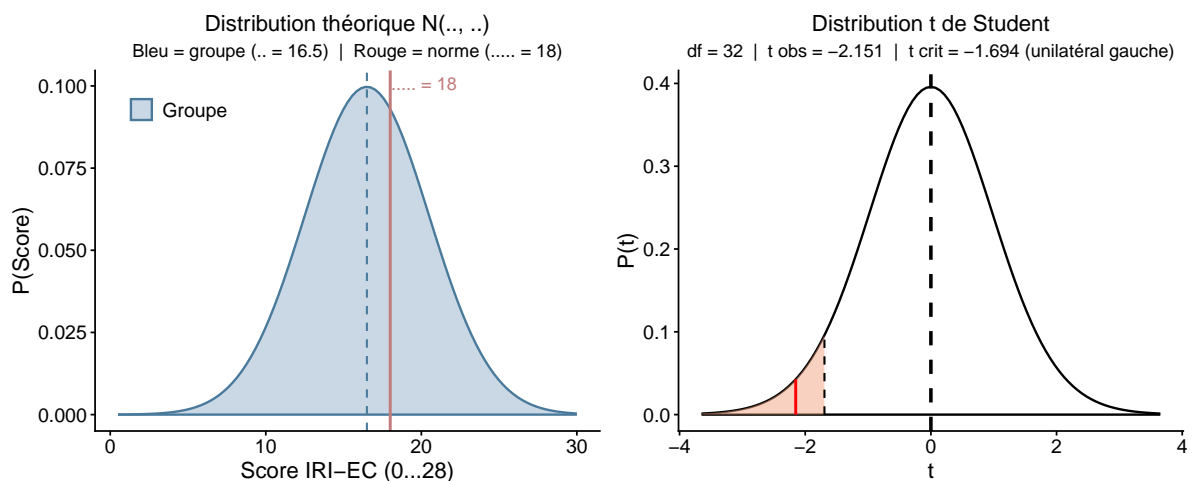 Distribution théorique N(.., ..)
Bleu = groupe (.. = 16.5) | Rouge = norme (..... = 18)
..... = 18
Groupe
0.100
0.075
0.050
0.025
0.000
P(Score)
0
10
20
30
Score IRI−EC (0...28)
Distribution t de Student
df = 32 | t obs = −2.151 | t crit = −1.694 (unilatéral gauche)
0.4
0.3
0.2
0.1
0.0
P(t)
−4
−2
0
2
4
t